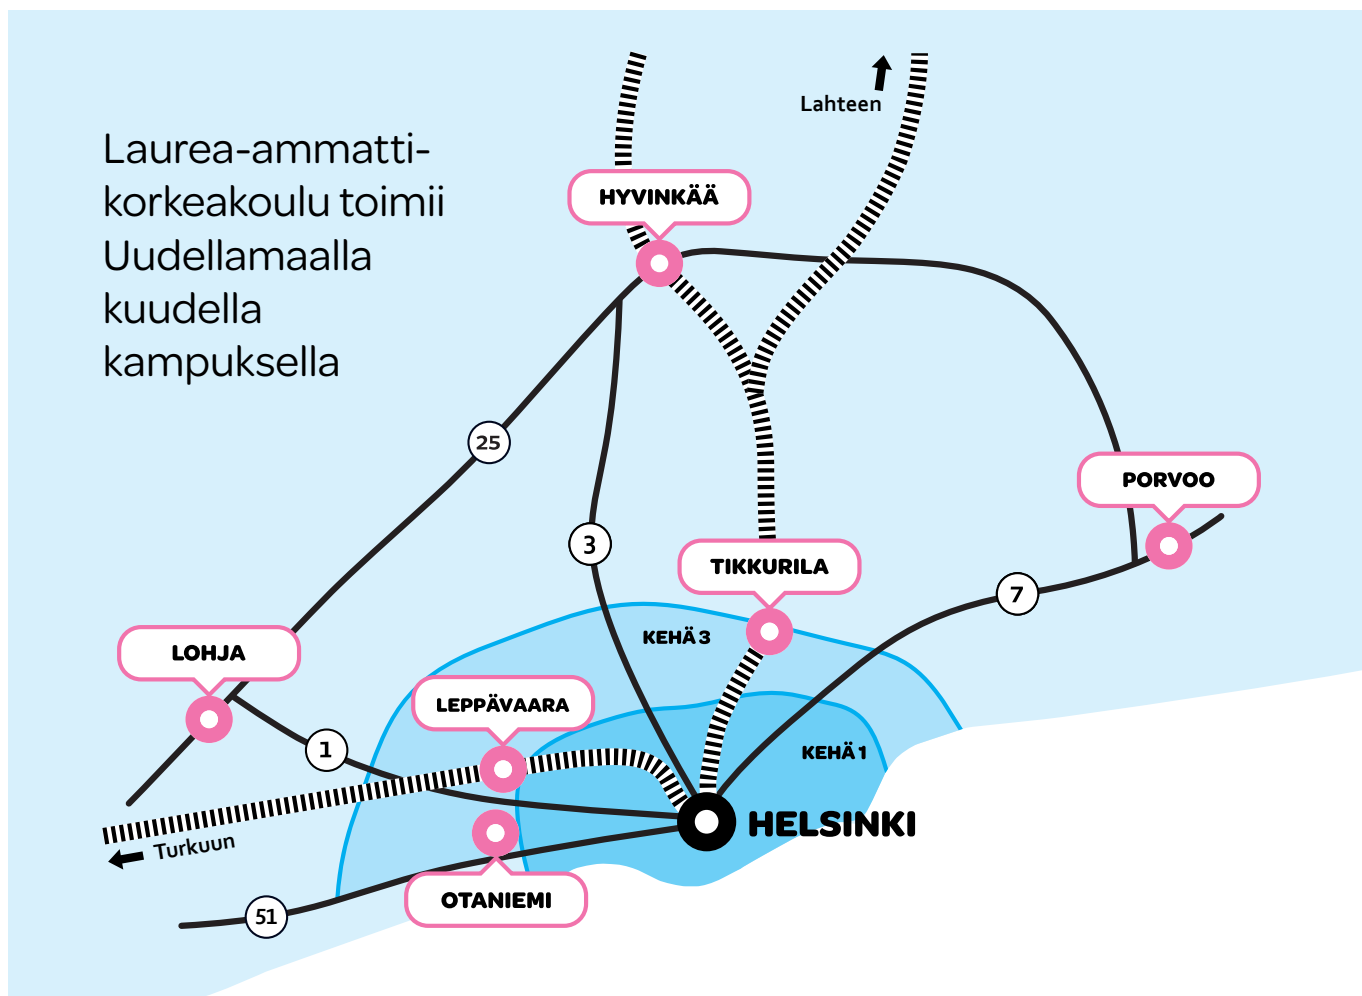 Lahteen
Laurea-ammatti-
korkeakoulu toimii
Uudellamaalla
kuudella
kampuksella
HYVINKÄÄ
25
PORVOO
3
TIKKURILA
7
KEHÄ 3
LOHJA
LEPPÄVAARA
1
KEHÄ 1
HELSINKI
Turkuun
OTANIEMI
51